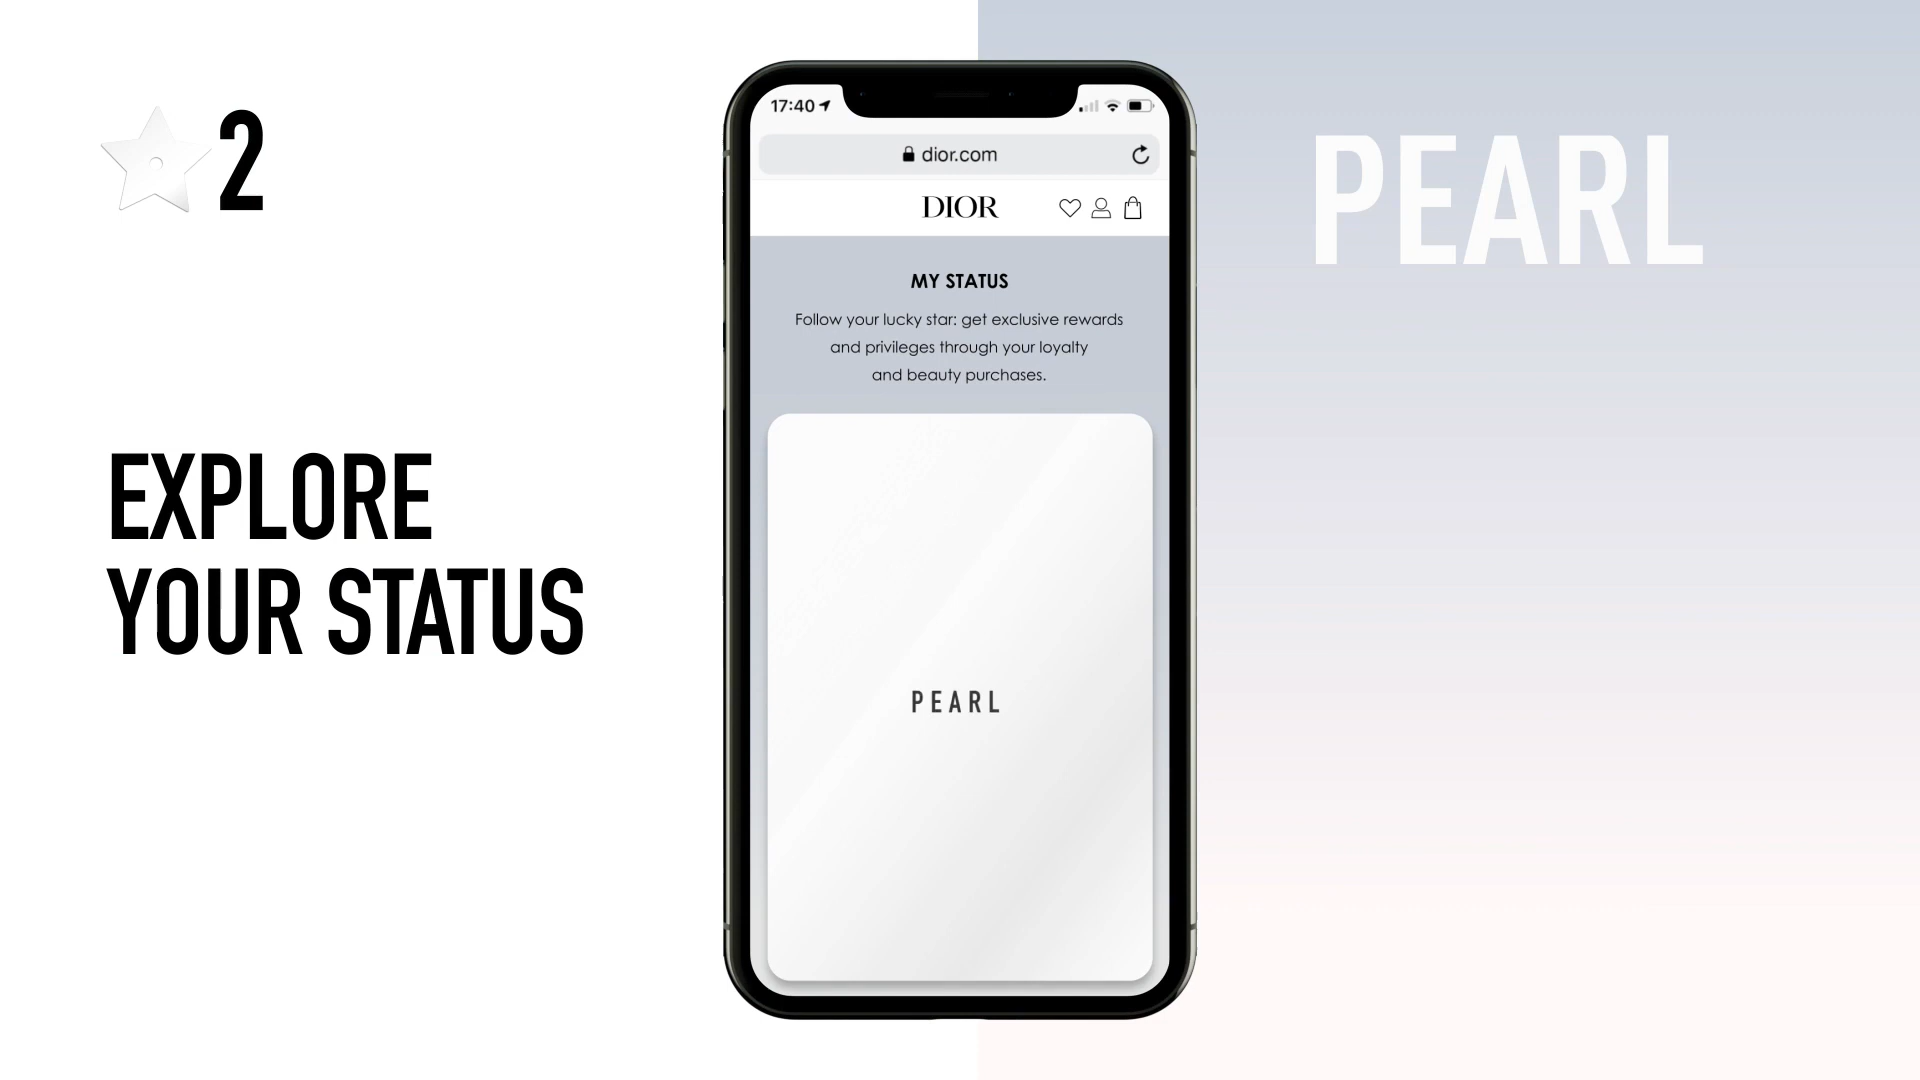 2
EXPLORE
YOUR STATUS
17:40
dior.com
DIOR
MY STATUS
Follow your lucky star: get exclusive rewards
and privileges through your loyalty
and beauty purchases.
PEARL
PEARL